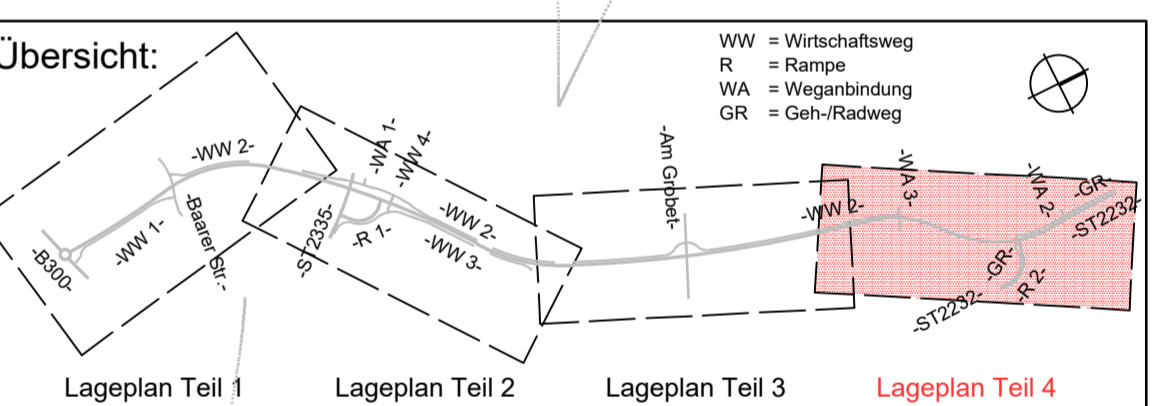 Übersicht:
WW = Wirtschaftsweg
R = Rampe
WA = Weganbindung
GR = Geh-/Radweg
-B300-
-WW 1-
-WW 2-
-Baarer Str.-
-ST2335-
-R 1-
-WA 1-
-WW 4-
-WW 2-
-WW 3-
-Am Grobet-
-WW 2-
-WA 3-
-WA 2-
-GR-
-ST2232-
-GR-
-R 2-
-ST2232-
Lageplan Teil 1
Lageplan Teil 2
Lageplan Teil 3
Lageplan Teil 4